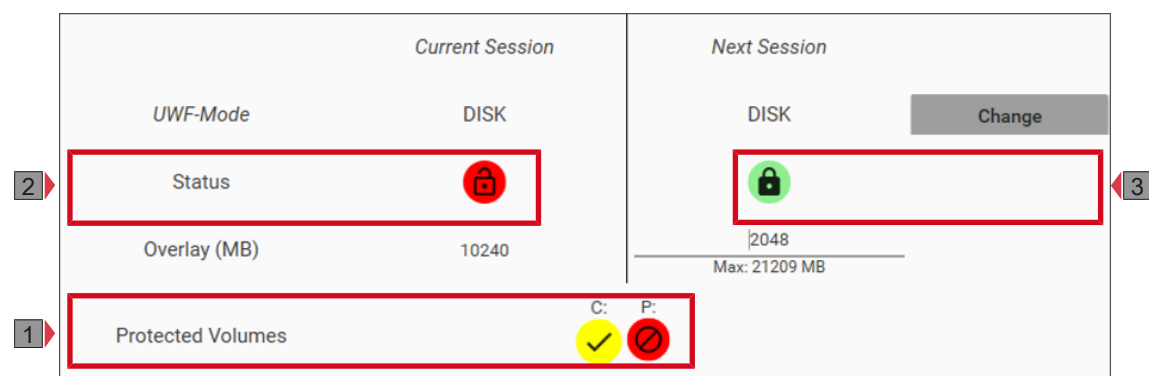 Current Session Next Session
UWF-Mode DISK DISK Change
2 Status 3
Overlay (MB) 10240 2048
Max: 21209 MB
C: P:
1 Protected Volumes